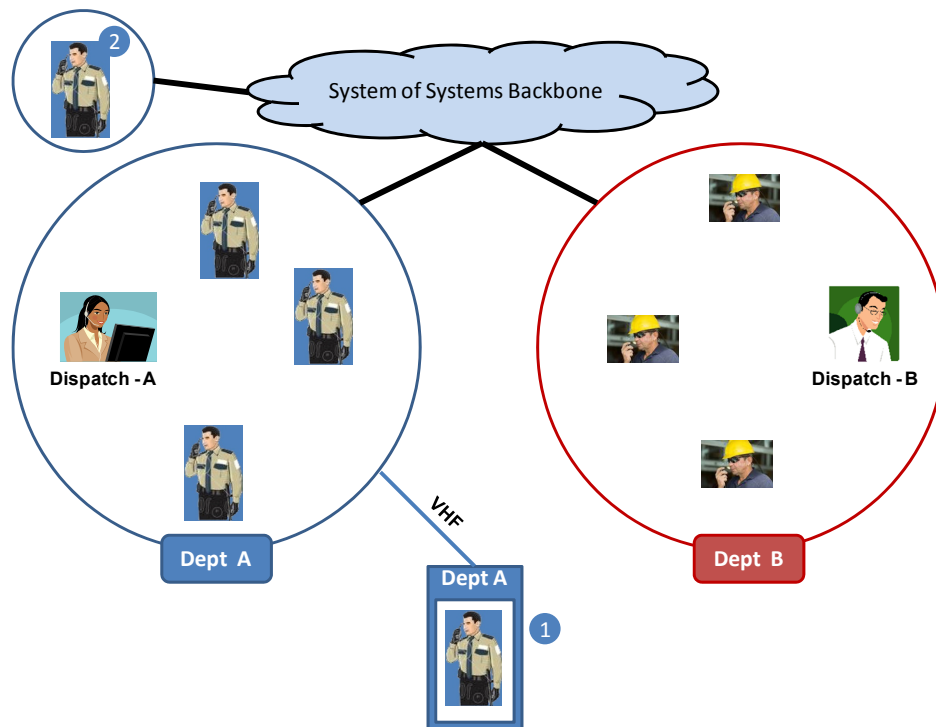 2
System of Systems Backbone
Dispatch -A
Dispatch -B
VHF
Dept A
Dept B
Dept A
1